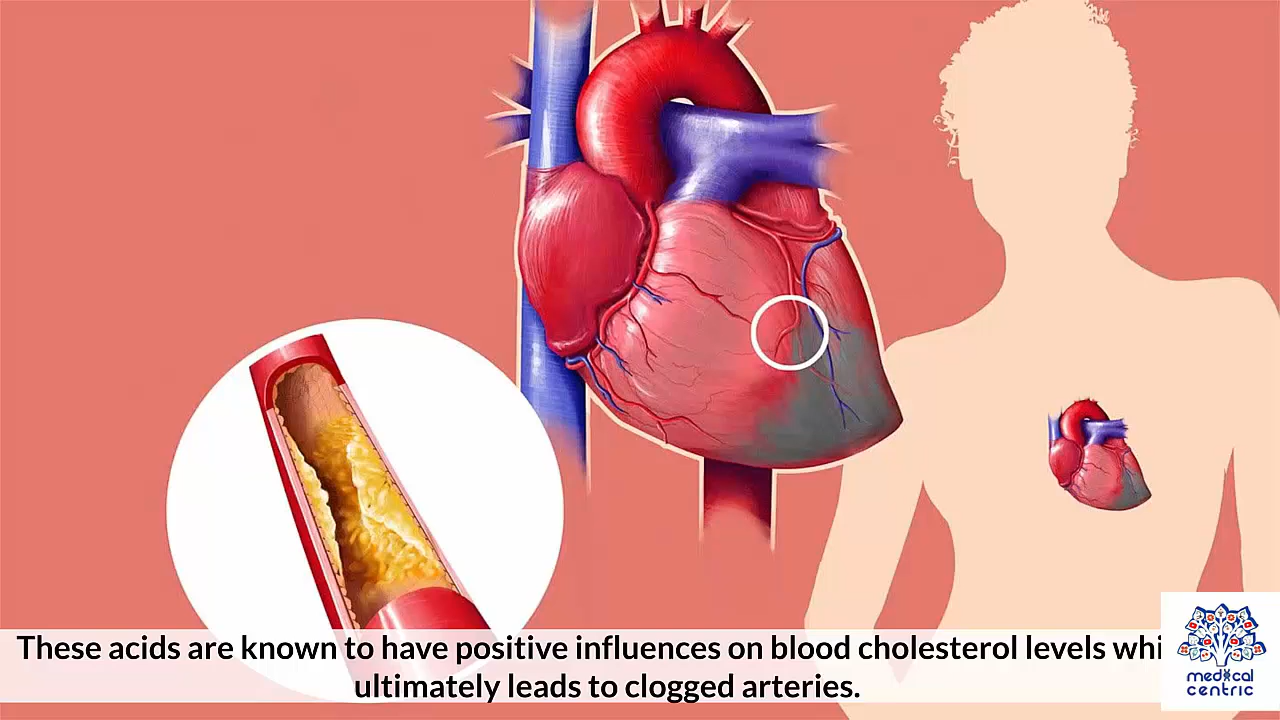 These acids are known to have positive influences on blood cholesterol levels whi
ultimately leads to clogged arteries.
medical
centric